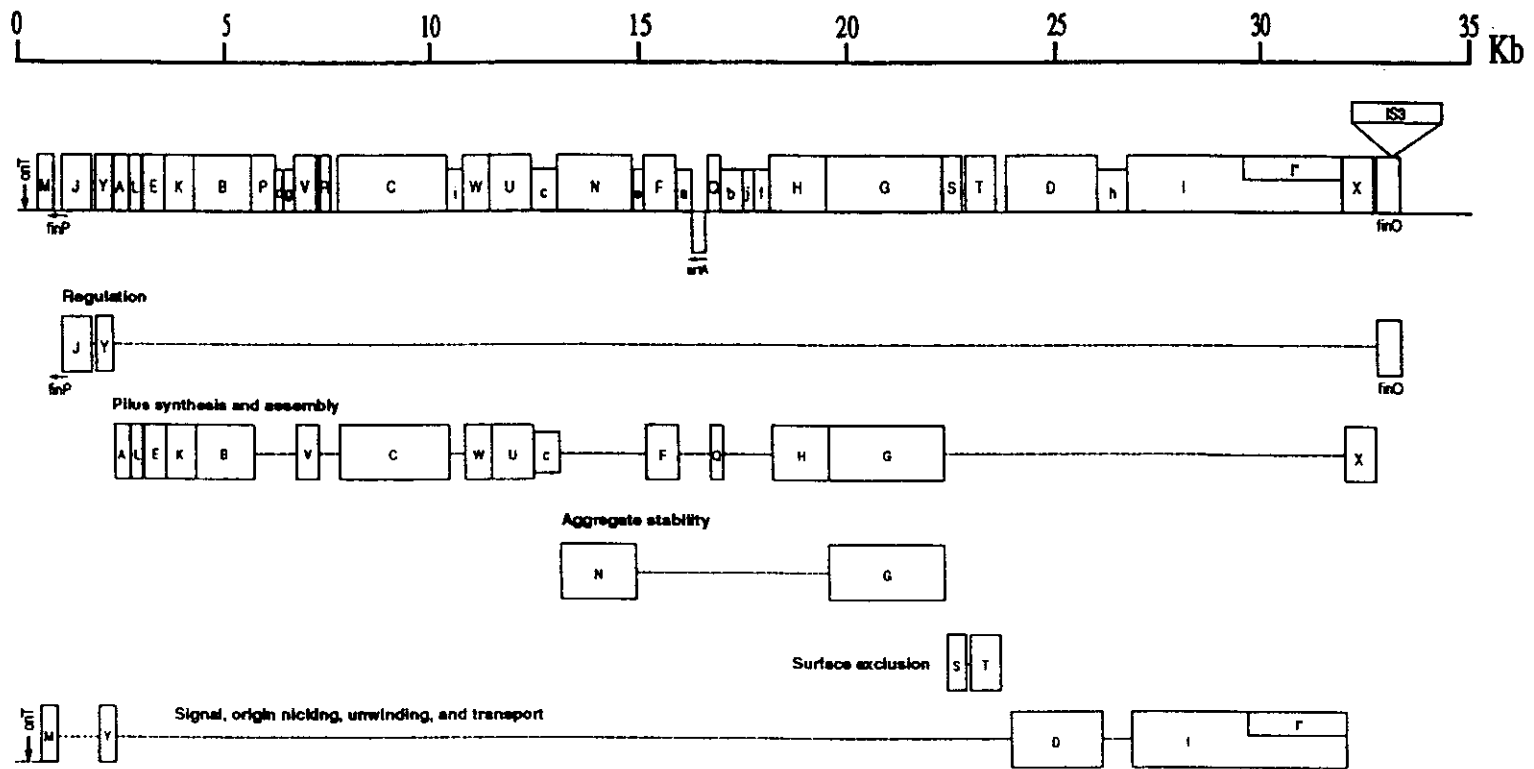 0 5 10 15 20 25 30 35 Kb
IS3
oriT M J Y A L E K B P V R C i W U c N e F a Q b j f H G S T D h I I* X
finP artA finO
Regulation
J Y
finP finO
Pilus synthesis and assembly
A L E K B V C W U c F Q H G X
Aggregate stability
N G
Surface exclusion S T
Signal, origin nicking, unwinding, and transport
oriT M Y D I I*